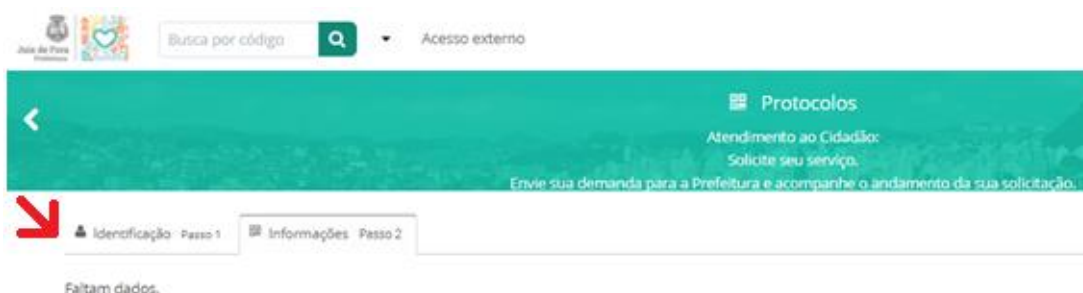 Juiz de Fora
Prefeitura
Busca por código
Acesso externo
Protocolos
Atendimento ao Cidadão:
Solicite seu serviço.
Envie sua demanda para a Prefeitura e acompanhe o andamento da sua solicitação.
Identificação Passo 1
Informações Passo 2
Faltam dados.